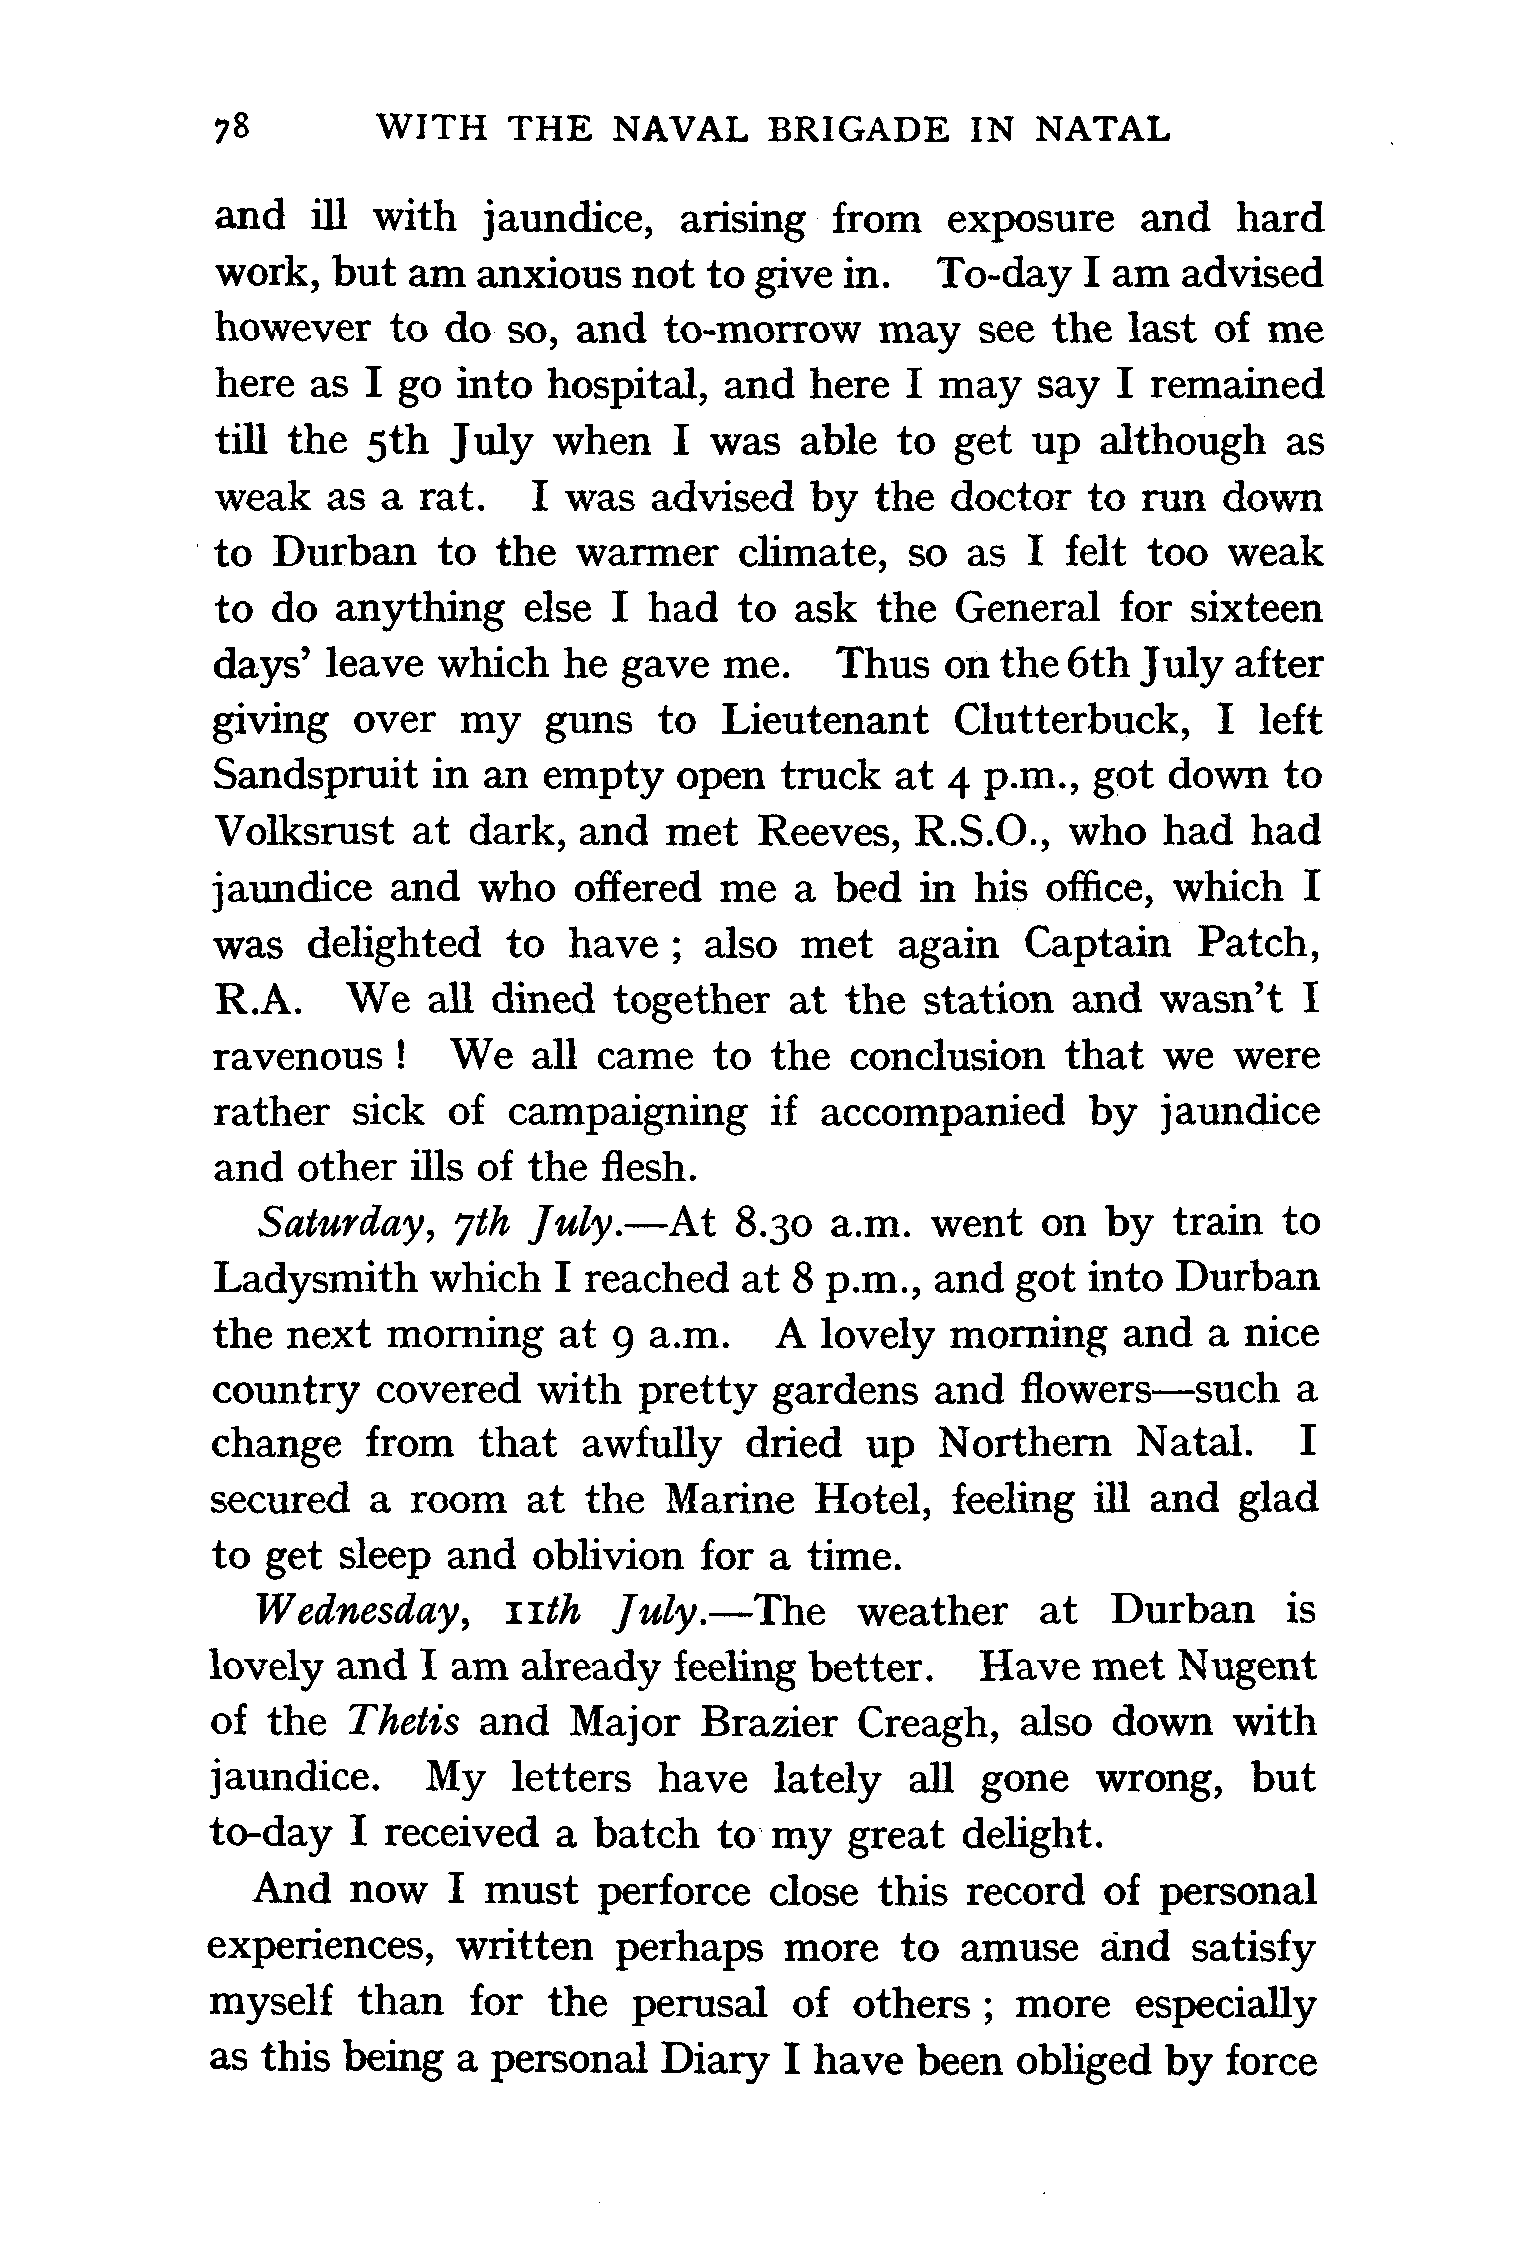 78 WITH THE NAVAL BRIGADE IN NATAL
and ill with jaundice, arising from exposure and hard
work, but am anxious not to give in. To-day I am advised
however to do so, and to-morrow may see the last of me
here as I go into hospital, and here I may say I remained
till the 5th July when I was able to get up although as
weak as a rat. I was advised by the doctor to run down
to Durban to the warmer climate, so as I felt too weak
to do anything else I had to ask the General for sixteen
days’ leave which he gave me. Thus on the 6th July after
giving over my guns to Lieutenant Clutterbuck, I left
Sandspruit in an empty open truck at 4 p.m., got down to
Volksrust at dark, and met Reeves, R.S.O., who had had
jaundice and who offered me a bed in his office, which I
was delighted to have ; also met again Captain Patch,
R.A. We all dined together at the station and wasn’t I
ravenous ! We all came to the conclusion that we were
rather sick of campaigning if accompanied by jaundice
and other ills of the flesh.
Saturday, 7th July.—At 8.30 a.m. went on by train to
Ladysmith which I reached at 8 p.m., and got into Durban
the next morning at 9 a.m. A lovely morning and a nice
country covered with pretty gardens and flowers—such a
change from that awfully dried up Northern Natal. I
secured a room at the Marine Hotel, feeling ill and glad
to get sleep and oblivion for a time.
Wednesday, 11th July.—The weather at Durban is
lovely and I am already feeling better. Have met Nugent
of the Thetis and Major Brazier Creagh, also down with
jaundice. My letters have lately all gone wrong, but
to-day I received a batch to my great delight.
And now I must perforce close this record of personal
experiences, written perhaps more to amuse and satisfy
myself than for the perusal of others ; more especially
as this being a personal Diary I have been obliged by force